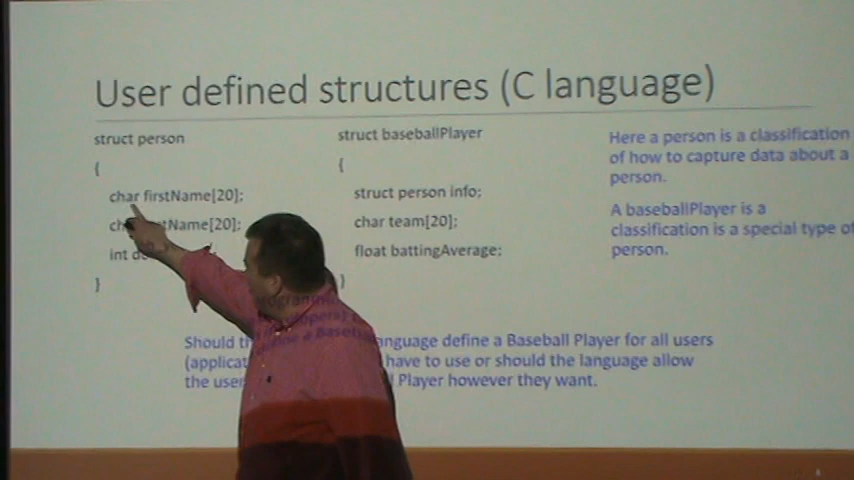 User defined structures (C language)
struct person
{
char firstName[20];
Name[20];
int
}
struct baseballPlayer
{
struct person info;
char team[20];
float battingAverage;
}
Here a person is a classification
of how to capture data about a
person.
A baseballPlayer is a
classification is a special type of
person.
Should language define a Baseball Player for all users
have to use or should the language allow
the user Player however they want.